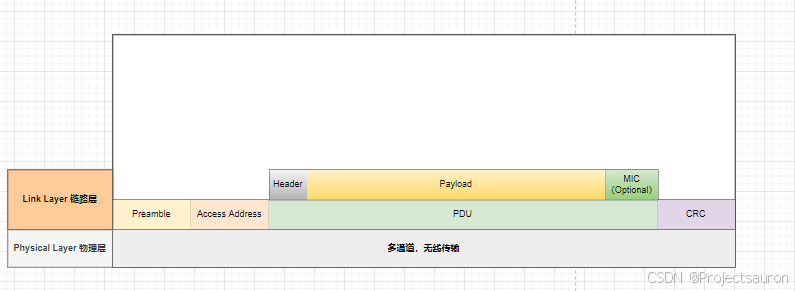 Header
Payload
MIC
（Optional）
Link Layer 链路层
Preamble
Access Address
PDU
CRC
Physical Layer 物理层
多通道，无线传输
CSDN @Projectsauron